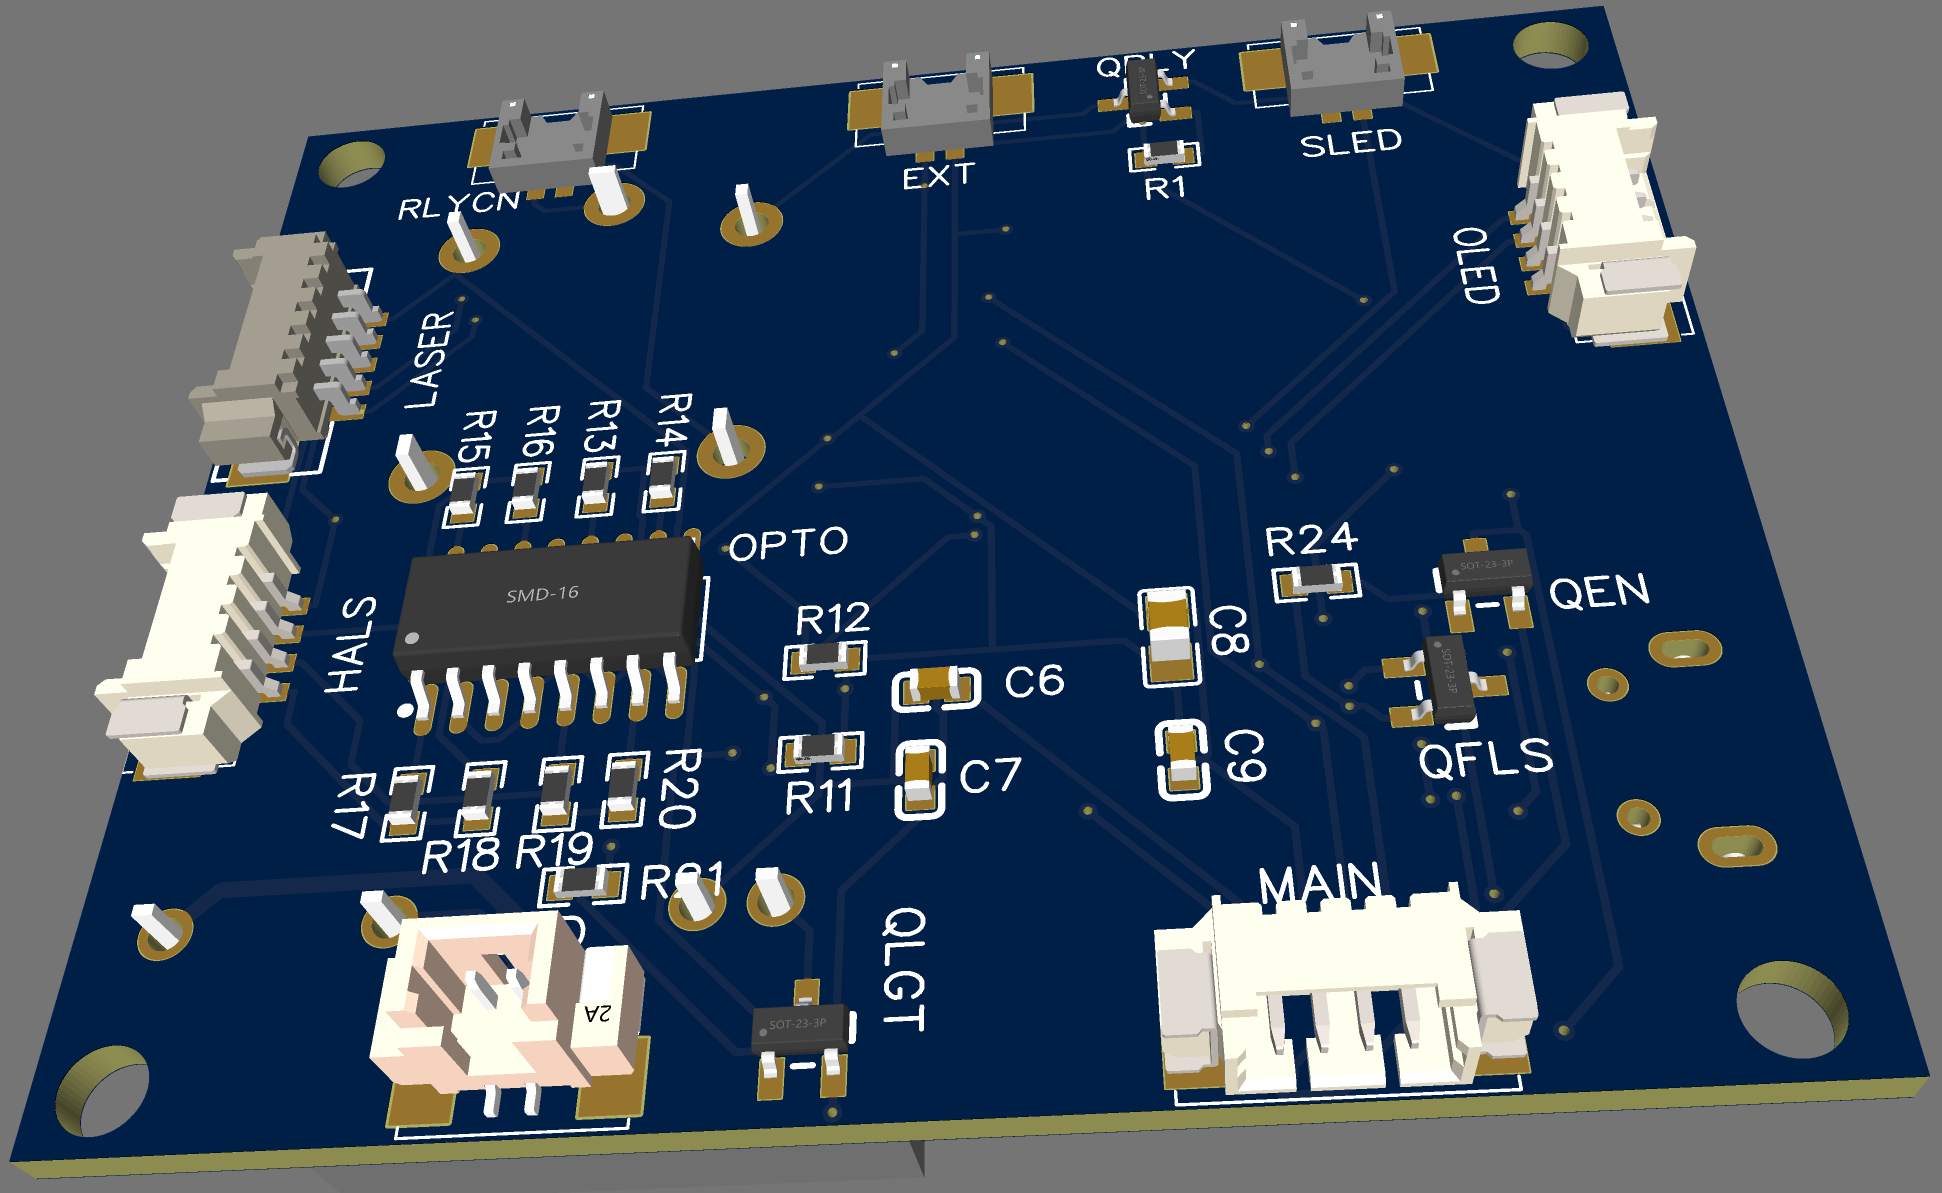 QRLY
SLED
EXT
R1
RLYCN
OLED
LASER
R15
R16
R13
R14
OPTO
SMD-16
R24
SOT-23-3P
QEN
HALS
R12
C8
C6
SOT-23-3P
QFLS
C9
C7
R11
R17
R18
R19
R20
MAIN
QLGT
2A
SOT-23-3P